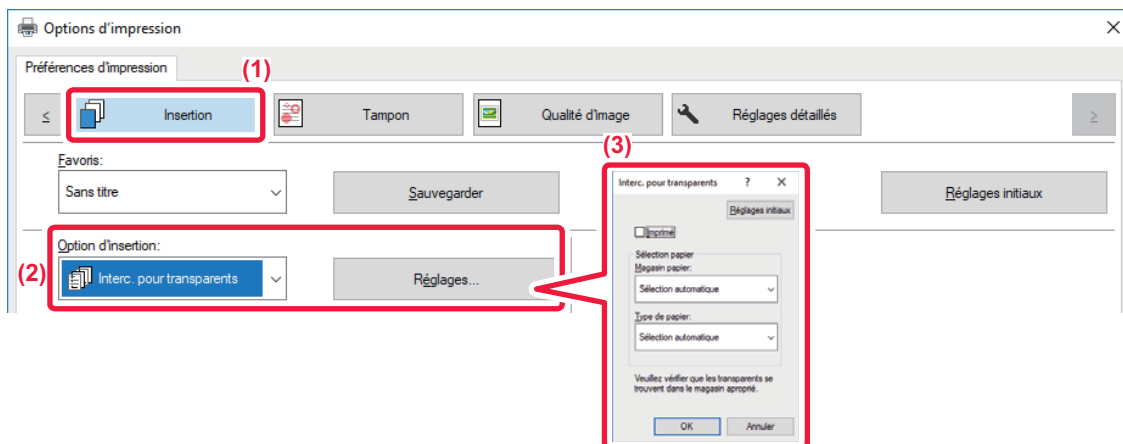 Options d'impression
Préférences d'impression
(1)
<
Insertion
Tampon
Qualité d'image
Réglages détaillés
>
(3)
Favoris:
Sans titre
Sauvegarder
Réglages initiaux
(2)
Option d'insertion:
Interc. pour transparents
Réglages...
Interc. pour transparents
?
Réglages initiaux
Imprimé
Sélection papier
Magasin papier:
Sélection automatique
Type de papier:
Sélection automatique
Veuillez vérifier que les transparents se
trouvent dans le magasin aproprié.
OK
Annuler